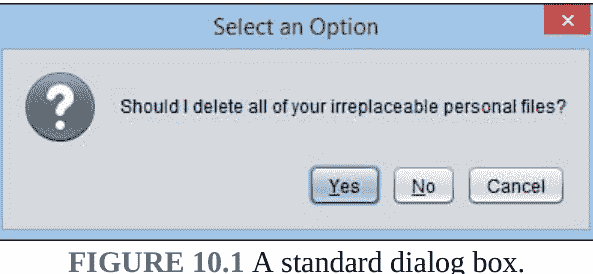 Select an Option
Should I delete all of your irreplaceable personal files?
Yes No Cancel
FIGURE 10.1 A standard dialog box.